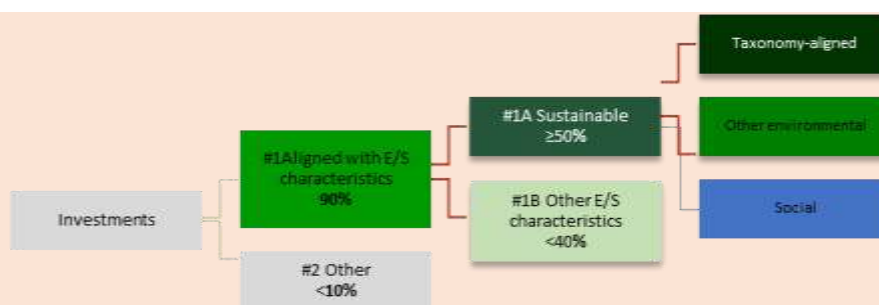 Investments
#1Aligned with E/S
characteristics
90%
#2 Other
<10%
#1A Sustainable
≥50%
#1B Other E/S
characteristics
<40%
Taxonomy-aligned
Other environmental
Social